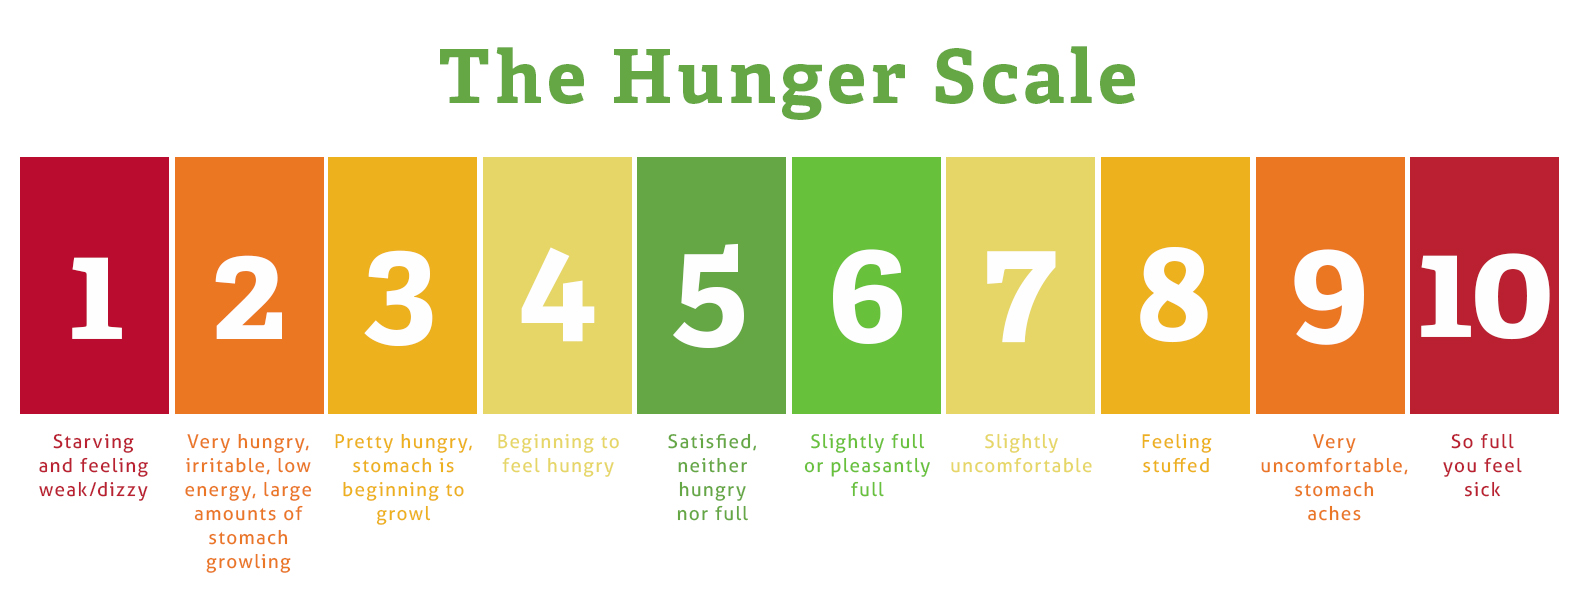 The Hunger Scale
1
2
3
4
5
6
7
8
9
10
Starving
and feeling
weak/dizzy
Very hungry,
irritable, low
energy, large
amounts of
stomach
growling
Pretty hungry,
stomach is
beginning to
growl
Beginning to
feel hungry
Satisfied,
neither
hungry
nor full
Slightly full
or pleasantly
full
Slightly
uncomfortable
Feeling
stuffed
Very
uncomfortable,
stomach
aches
So full
you feel
sick